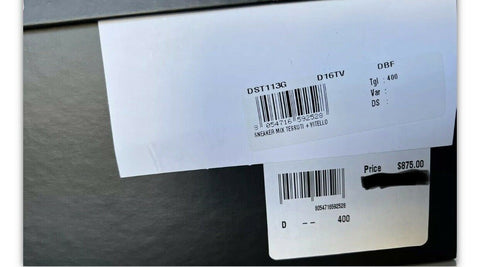 DST113G D16TV DBF
Tgl : 400
Var :
DS :
8 054716 592528
SNEAKER MIX TESSUTI + VITELLO
Price $875.00
8054716592528
D -- 400